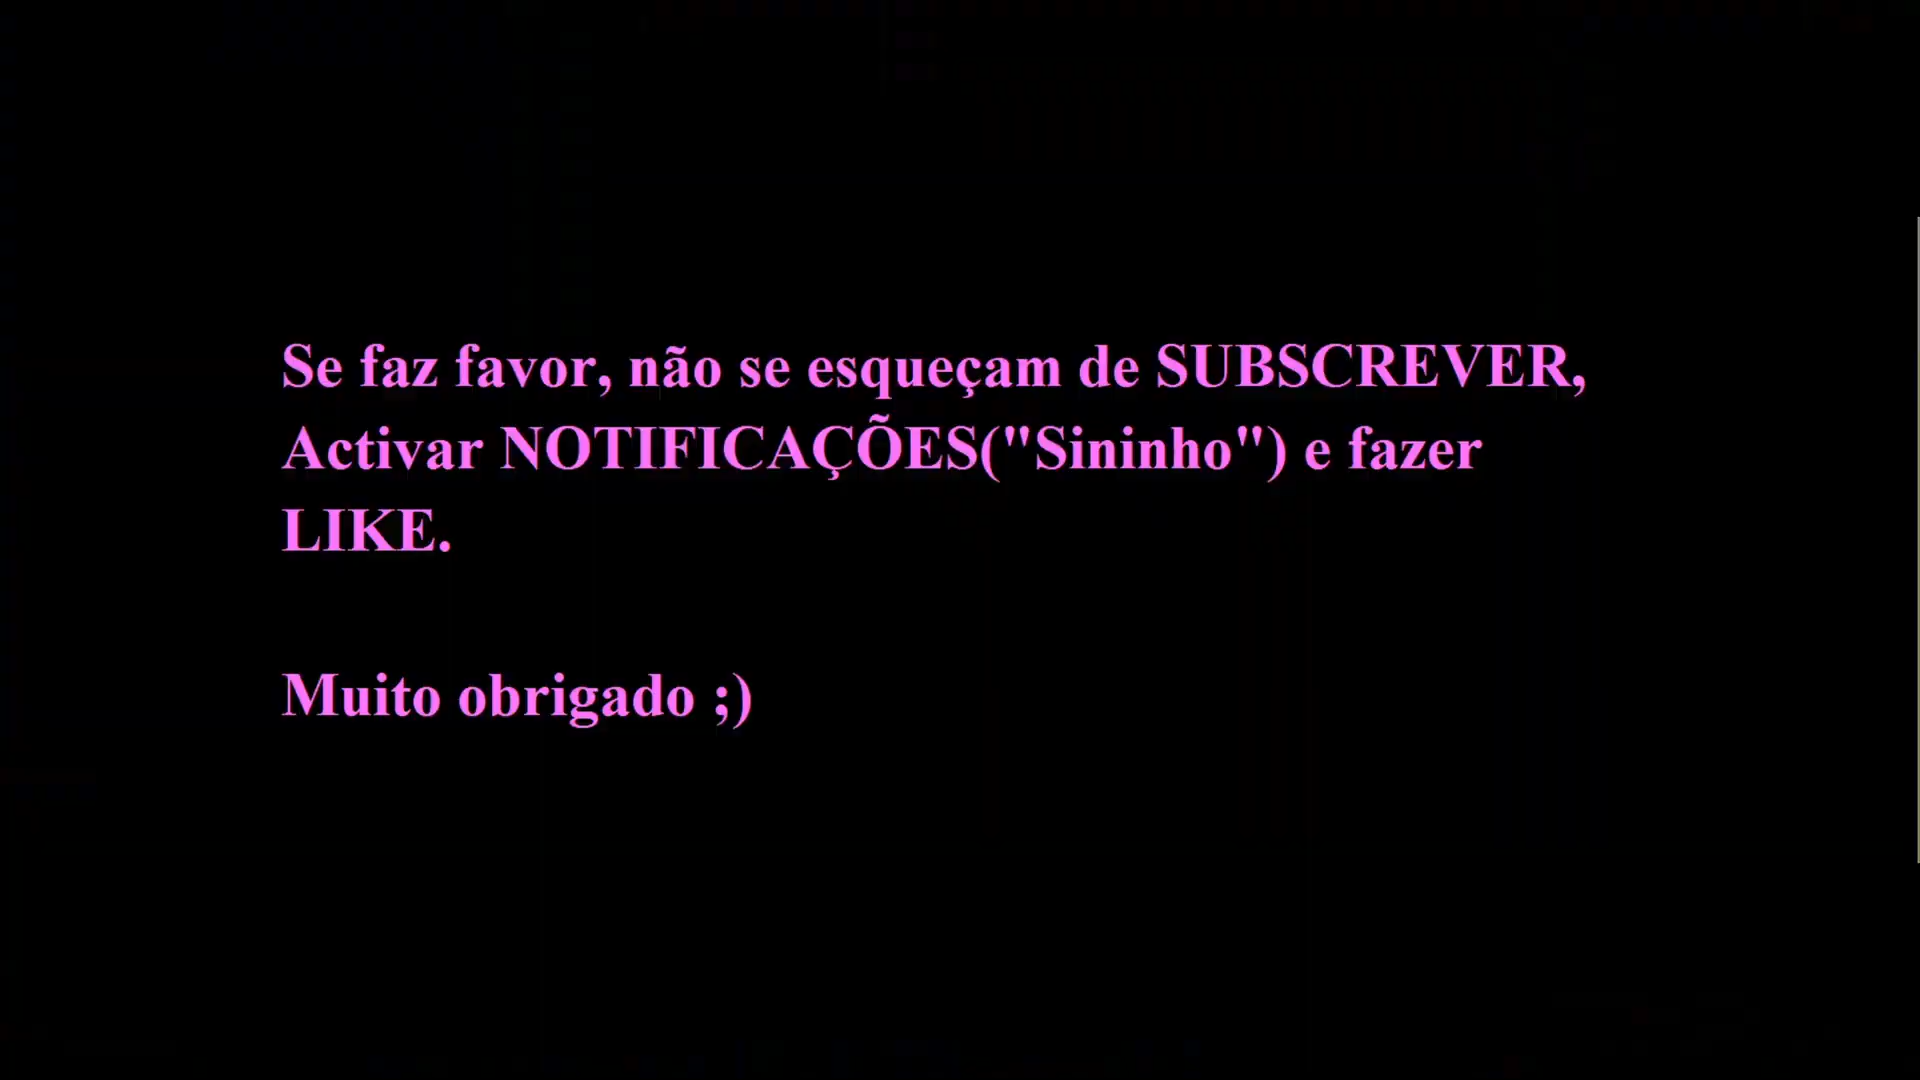 Se faz favor, não se esqueçam de SUBSCREVER,
Activar NOTIFICAÇÕES("Sininho") e fazer
LIKE.
Muito obrigado ;)